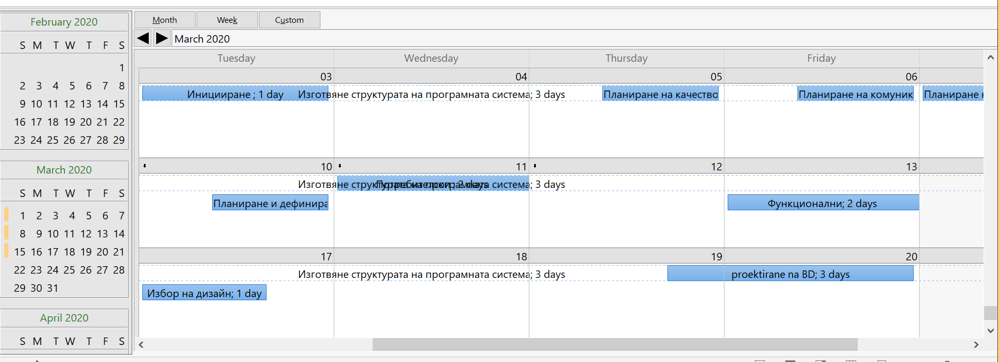 February 2020
S M T W T F S
1
2 3 4 5 6 7 8
9 10 11 12 13 14 15
16 17 18 19 20 21 22
23 24 25 26 27 28 29
March 2020
S M T W T F S
1 2 3 4 5 6 7
8 9 10 11 12 13 14
15 16 17 18 19 20 21
22 23 24 25 26 27 28
29 30 31
April 2020
S M T W T F S
Month Week Custom
March 2020
Tuesday Wednesday Thursday Friday
03 04 05 06
Иницииране ; 1 day Изготвяне структурата на програмната система; 3 days Планиране на качество Планиране на комуник Планиране
10 11 12 13
Изготвяне структурата на програмната система; 3 days
Потребителски ; 2 days
Планиране и дефинира Функционални; 2 days
17 18 19 20
Изготвяне структурата на програмната система; 3 days proektirane na BD; 3 days
Избор на дизайн; 1 day